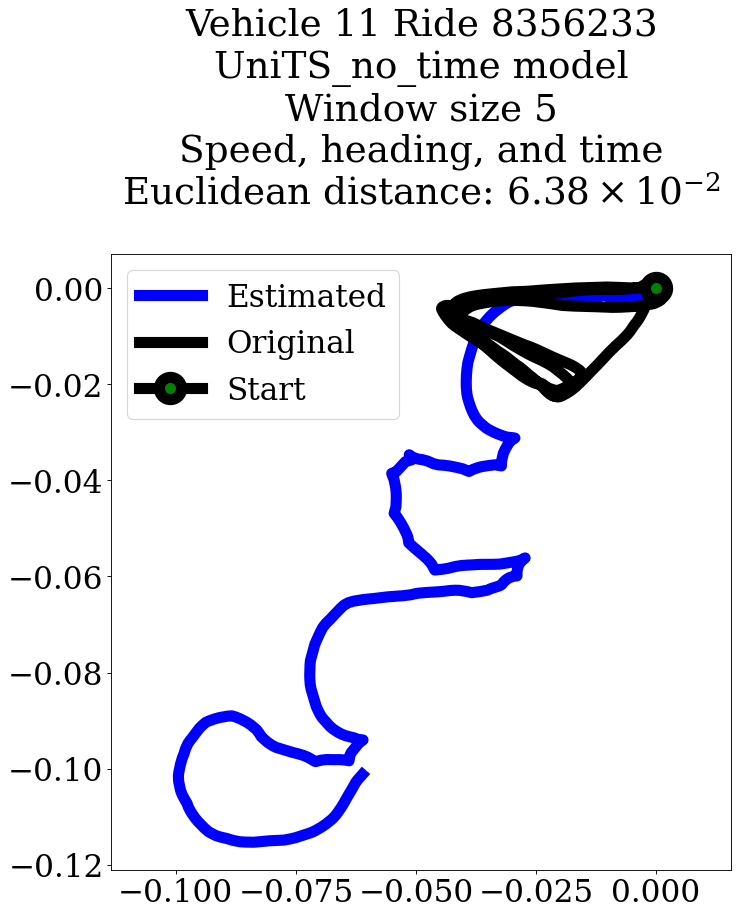 Vehicle 11 Ride 8356233
UniTS_no_time model
Window size 5
Speed, heading, and time
Euclidean distance: 6.38 × 10⁻²
Estimated
Original
Start
0.00
−0.02
−0.04
−0.06
−0.08
−0.10
−0.12
−0.100 −0.075 −0.050 −0.025 0.000